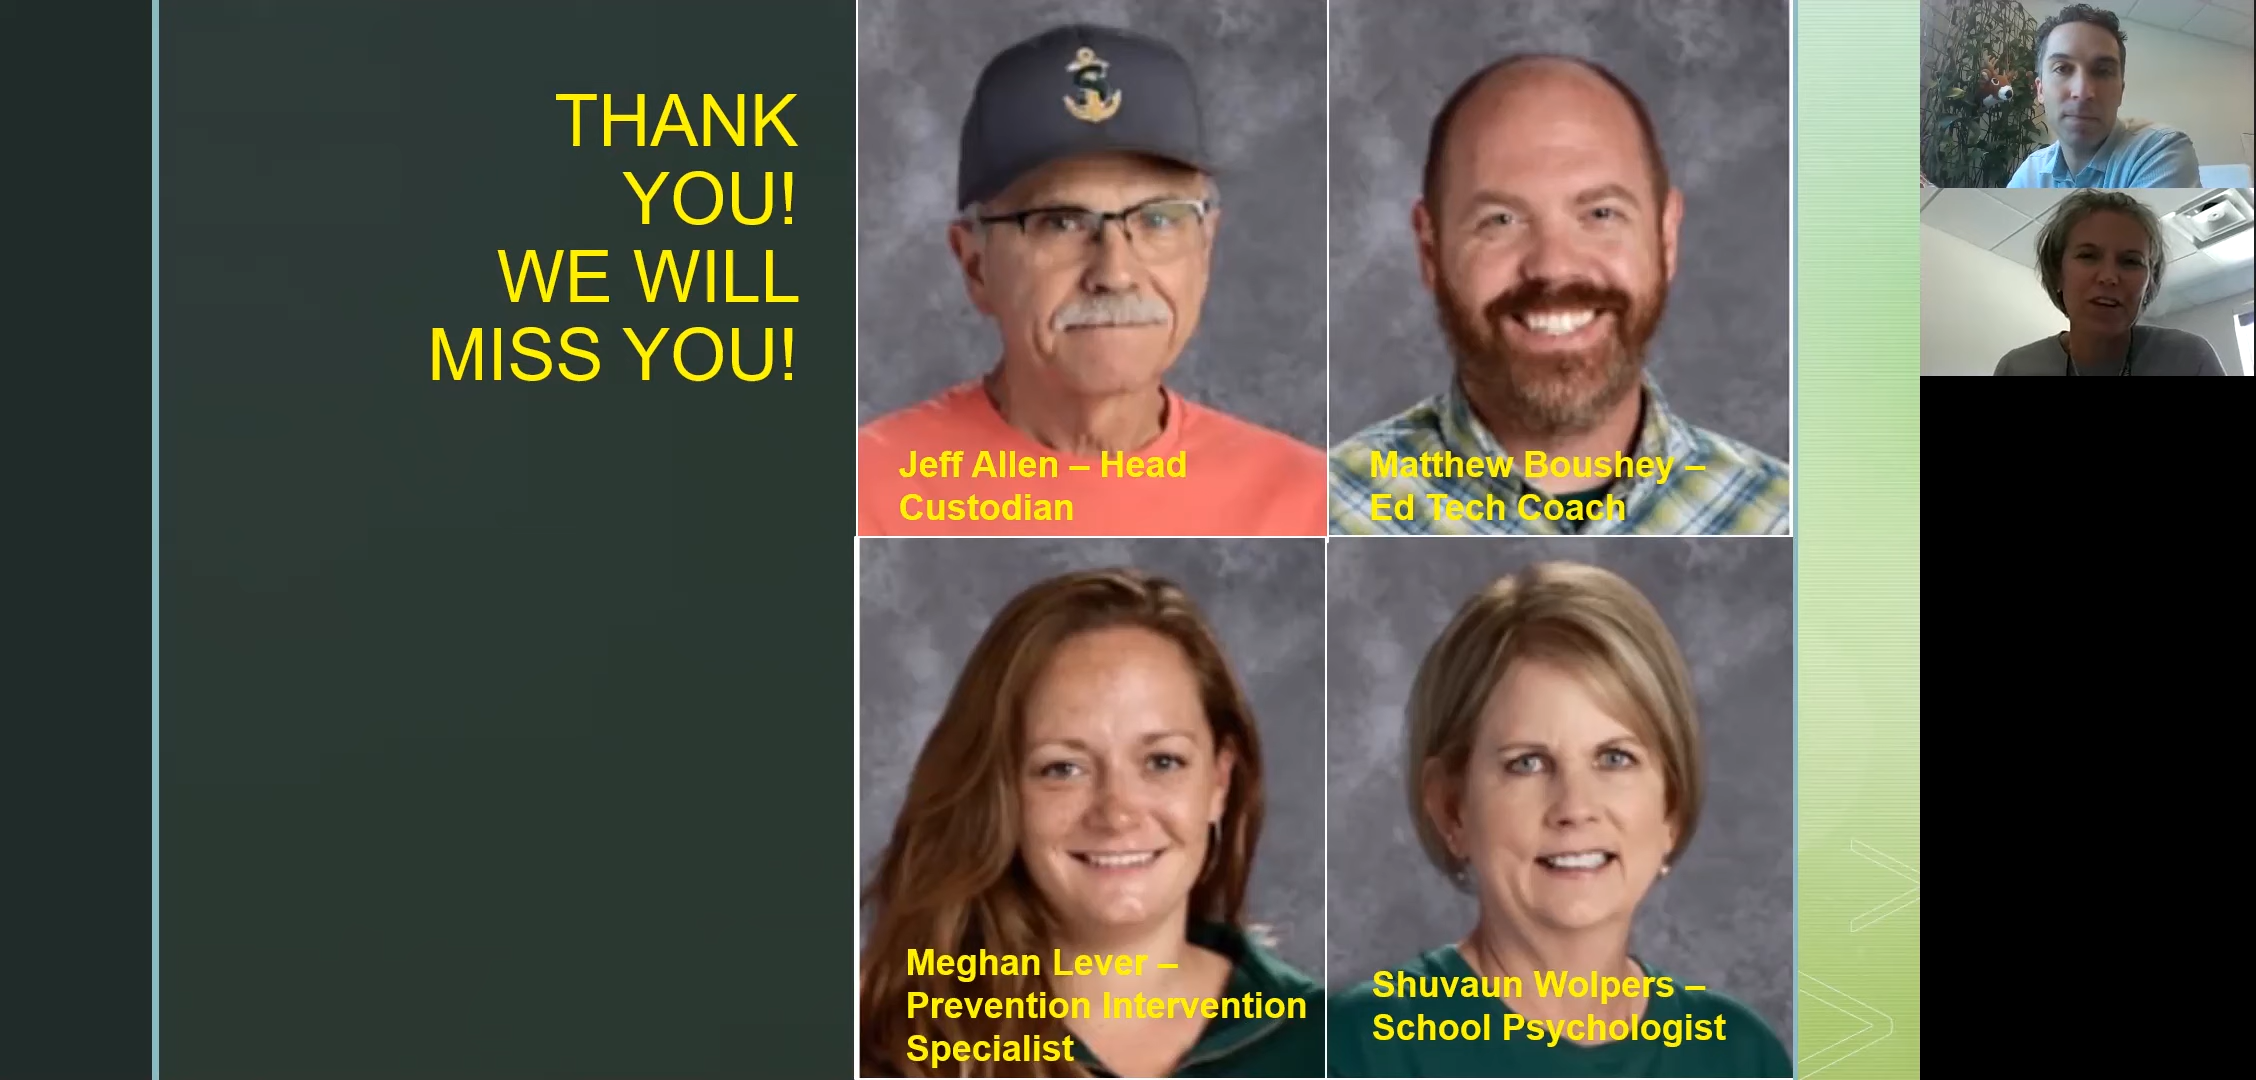 THANK
YOU!
WE WILL
MISS YOU!
Jeff Allen – Head
Custodian
Matthew Boushey –
Ed Tech Coach
Meghan Lever –
Prevention Intervention
Specialist
Shuvaun Wolpers –
School Psychologist